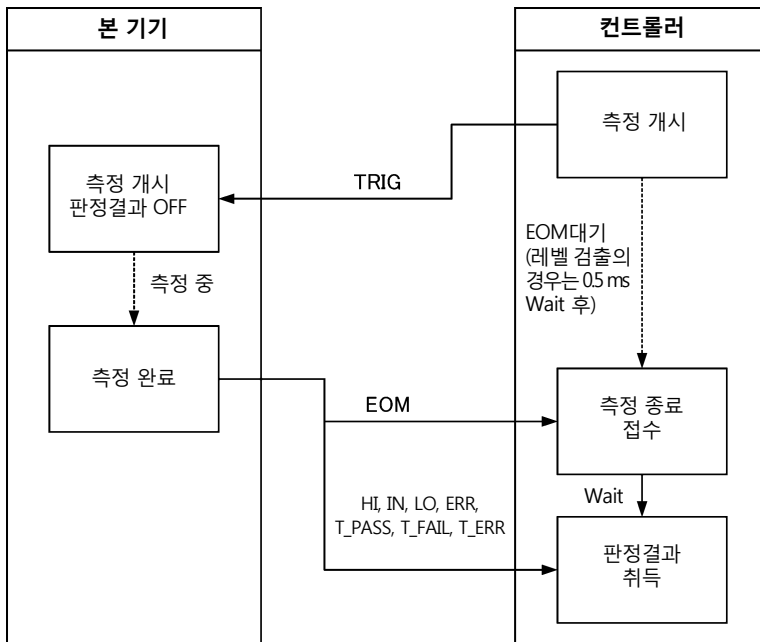 본 기기
컨트롤러
측정 개시
TRIG
측정 개시
판정결과 OFF
EOM대기
(레벨 검출의
경우는 0.5 ms
Wait 후)
측정 중
측정 완료
EOM
측정 종료
접수
HI, IN, LO, ERR,
T_PASS, T_FAIL, T_ERR
Wait
판정결과
취득